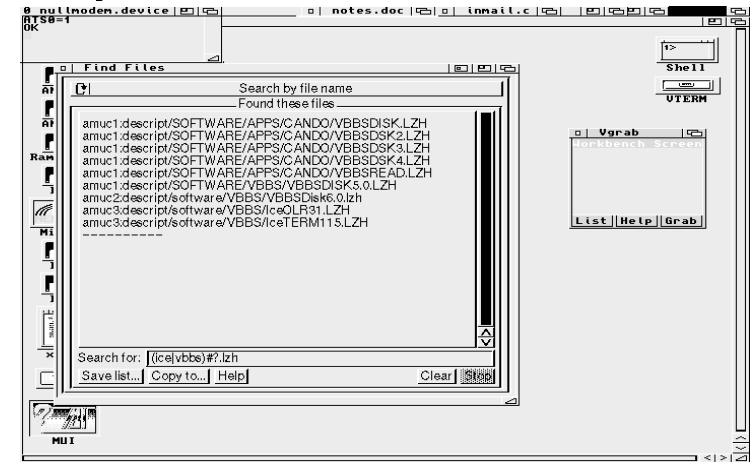 0 nullmodem.device
notes.doc
inmail.c
ATS0=1
OK
Find Files
Search by file name
Found these files
amuc1:descript/SOFTWARE/APPS/CANDO/VBBSDISK.LZH
amuc1:descript/SOFTWARE/APPS/CANDO/VBBSDSK2.LZH
amuc1:descript/SOFTWARE/APPS/CANDO/VBBSDSK3.LZH
amuc1:descript/SOFTWARE/APPS/CANDO/VBBSDSK4.LZH
amuc1:descript/SOFTWARE/APPS/CANDO/VBBSREAD.LZH
amuc1:descript/SOFTWARE/VBBS/VBBSDISK5.0.LZH
amuc2:descript/software/VBBS/VBBSDisk6.0.lzh
amuc3:descript/software/VBBS/IceOLR31.LZH
amuc3:descript/software/VBBS/IceTERM115.LZH
----------
Search for: (ice|vbbs)#?.lzh
Save list... Copy to... Help Clear Stop
1>
Shell
VTERM
Vgrab
Workbench Screen
List Help Grab
Ram
MUI